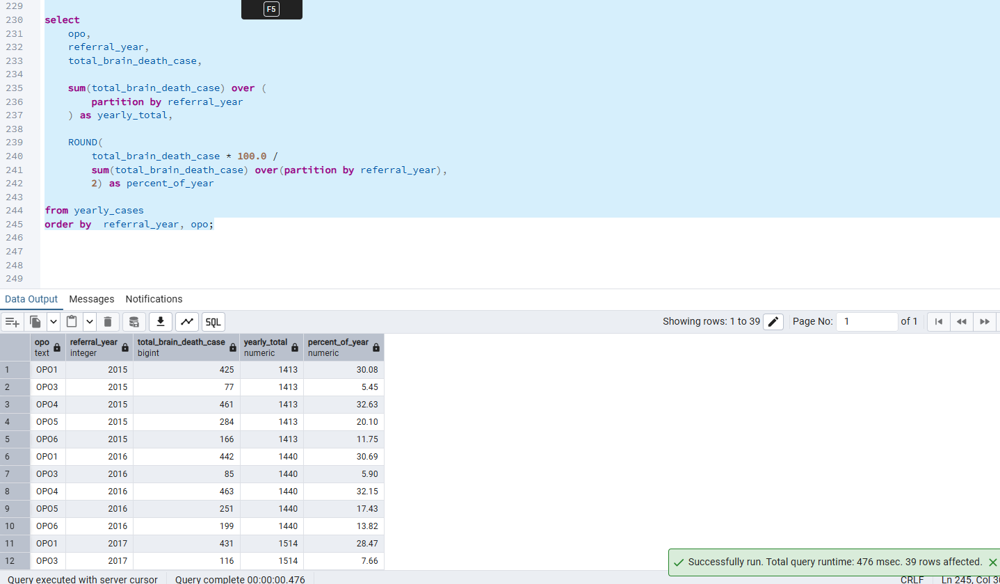 F5
229
230 select
231 opo,
232 referral_year,
233 total_brain_death_case,
234
235 sum(total_brain_death_case) over (
236 partition by referral_year
237 ) as yearly_total,
238
239 ROUND(
240 total_brain_death_case * 100.0 /
241 sum(total_brain_death_case) over(partition by referral_year),
242 2) as percent_of_year
243
244 from yearly_cases
245 order by  referral_year, opo;
246
247
248
249
Data Output Messages Notifications
SQL Showing rows: 1 to 39 Page No: 1 of 1
opo referral_year total_brain_death_case yearly_total percent_of_year
text integer bigint numeric numeric
1 OPO1 2015 425 1413 30.08
2 OPO3 2015 77 1413 5.45
3 OPO4 2015 461 1413 32.63
4 OPO5 2015 284 1413 20.10
5 OPO6 2015 166 1413 11.75
6 OPO1 2016 442 1440 30.69
7 OPO3 2016 85 1440 5.90
8 OPO4 2016 463 1440 32.15
9 OPO5 2016 251 1440 17.43
10 OPO6 2016 199 1440 13.82
11 OPO1 2017 431 1514 28.47
12 OPO3 2017 116 1514 7.66
Successfully run. Total query runtime: 476 msec. 39 rows affected.
Query executed with server cursor Query complete 00:00:00.476 CRLF Ln 245, Col